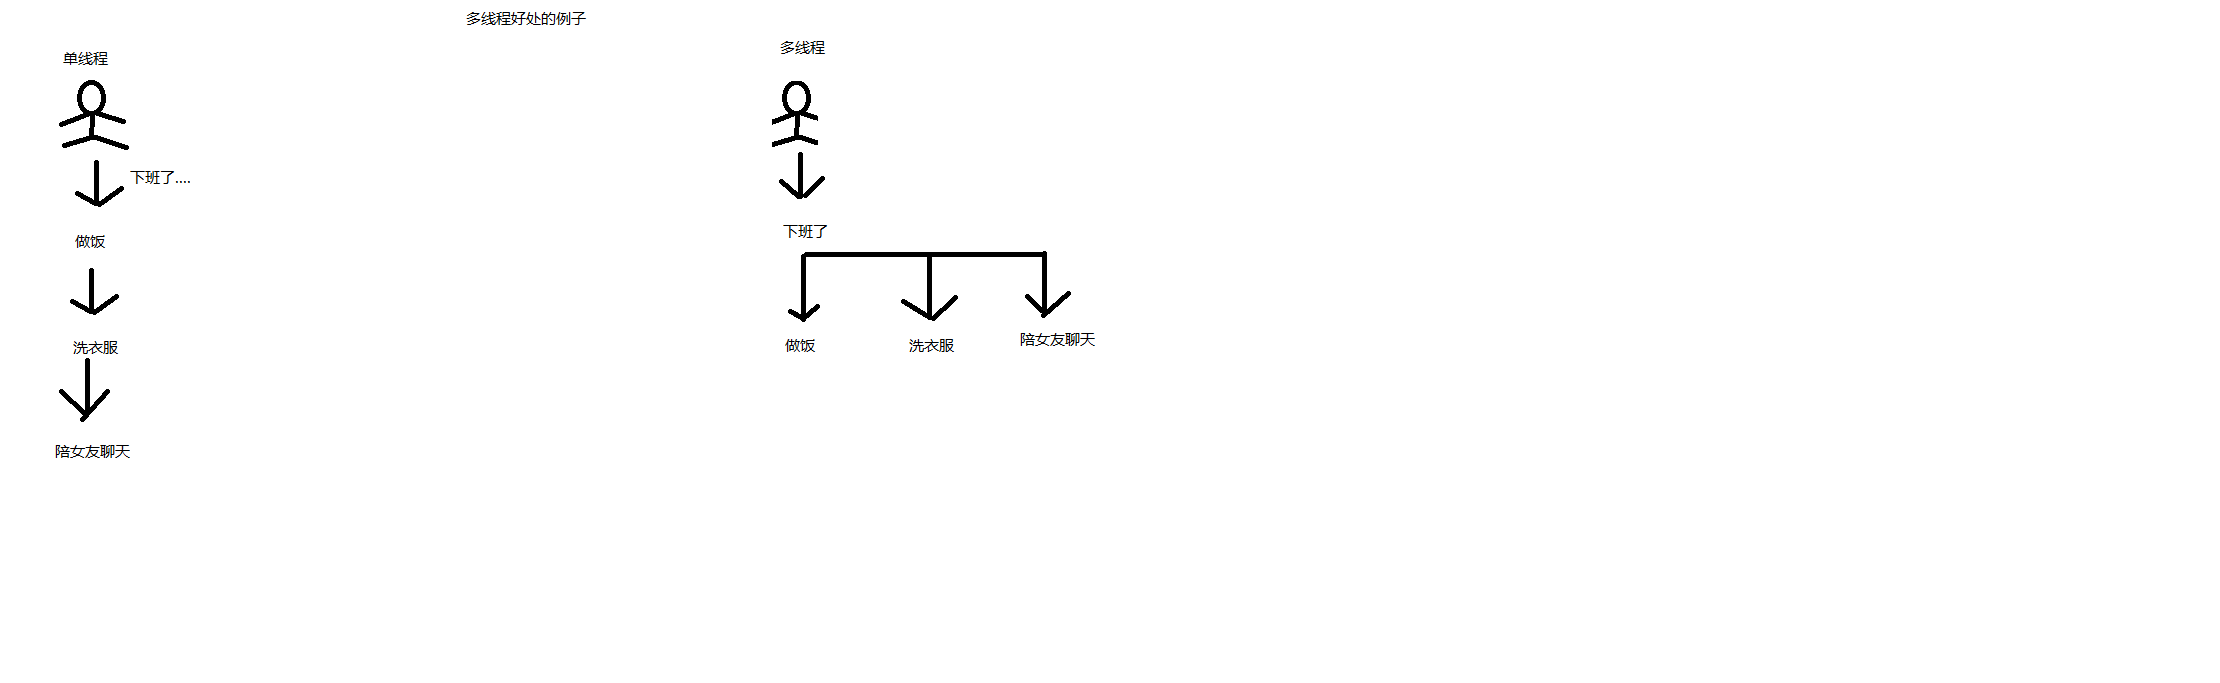 多线程好处的例子
单线程
下班了....
做饭
洗衣服
陪女友聊天
多线程
下班了
做饭
洗衣服
陪女友聊天